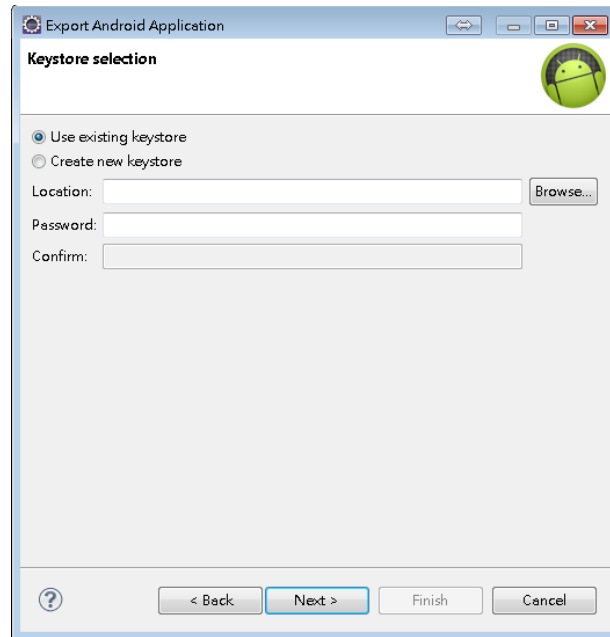 Export Android Application
Keystore selection
Use existing keystore
Create new keystore
Location:
Browse...
Password:
Confirm:
?
< Back
Next >
Finish
Cancel